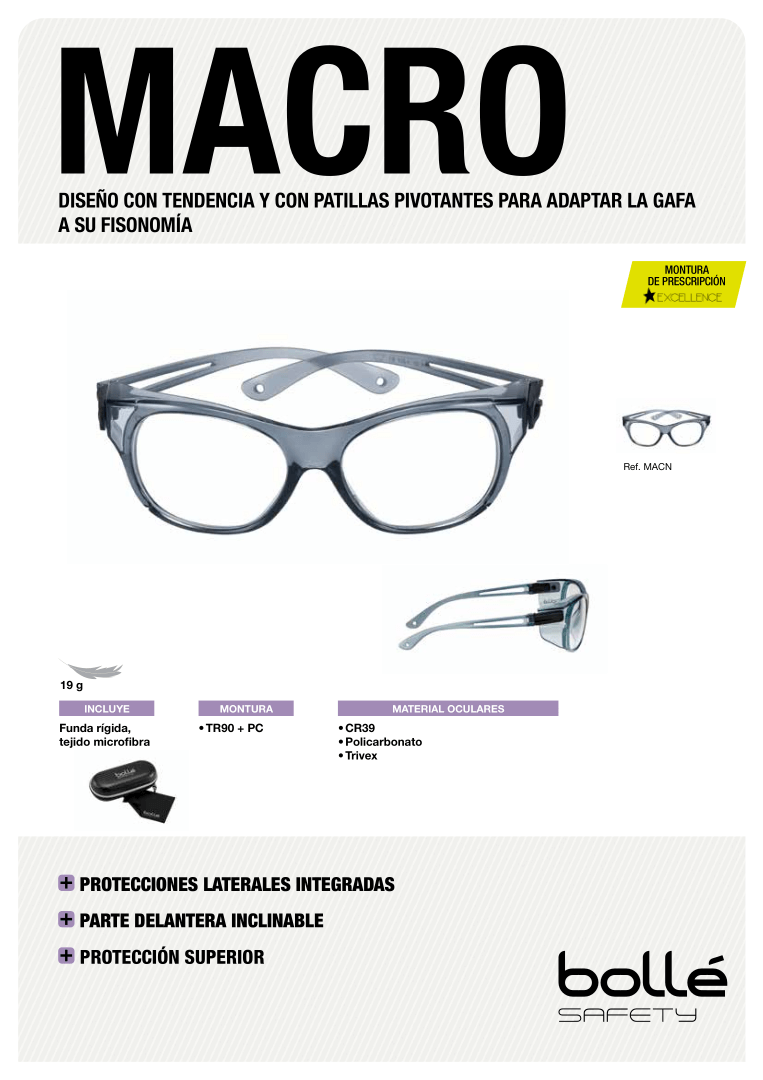 MACRO
DISEÑO CON TENDENCIA Y CON PATILLAS PIVOTANTES PARA ADAPTAR LA GAFA
A SU FISONOMÍA
MONTURA
DE PRESCRIPCIÓN
EXCELLENCE
Ref. MACN
19 g
INCLUYE
Funda rígida,
tejido microfibra
bollé
MONTURA
• TR90 + PC
MATERIAL OCULARES
• CR39
• Policarbonato
• Trivex
+ PROTECCIONES LATERALES INTEGRADAS
+ PARTE DELANTERA INCLINABLE
+ PROTECCIÓN SUPERIOR
bollé
SAFETY